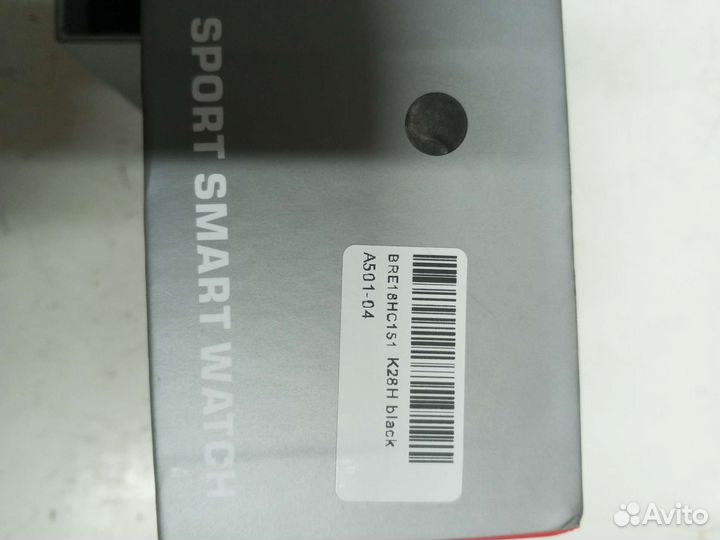 SPORT SMART WATCH
BRE18HC151 K28H black
A501-04
Avito